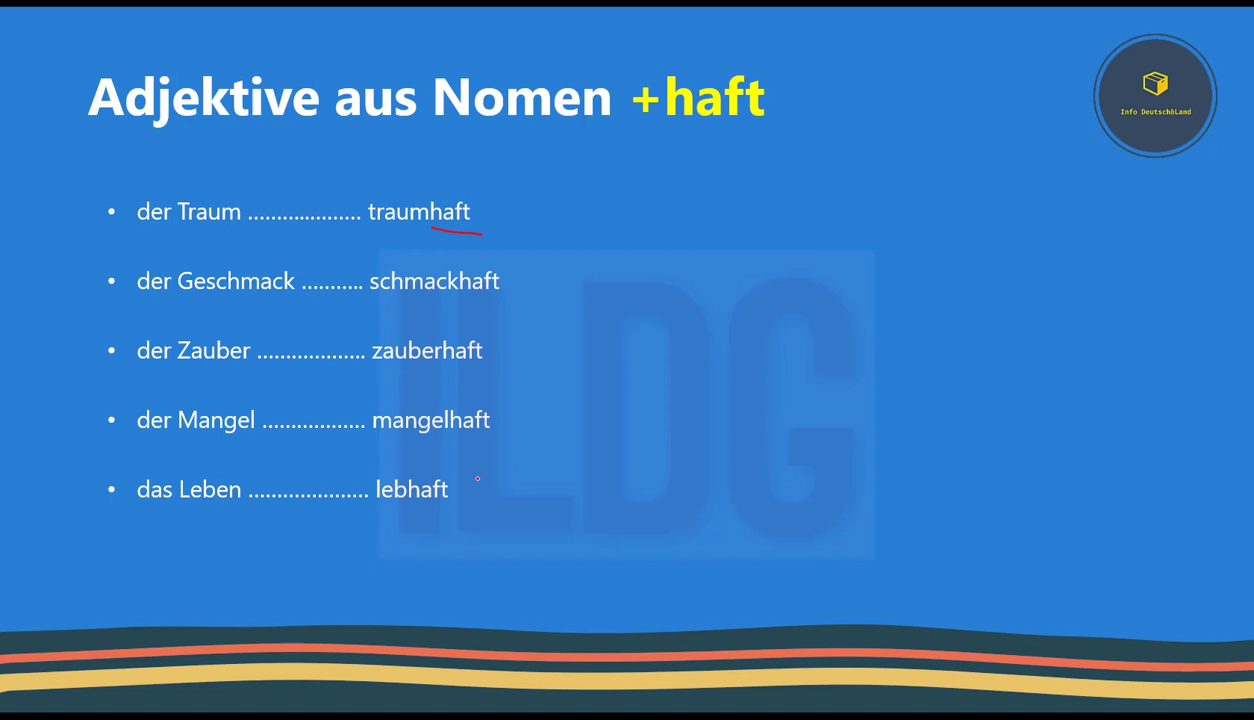 Adjektive aus Nomen +haft
Info DeutschöLand
• der Traum .................... traumhaft
• der Geschmack ........... schmackhaft
• der Zauber ................... zauberhaft
• der Mangel .................. mangelhaft
• das Leben ..................... lebhaft
ILDG